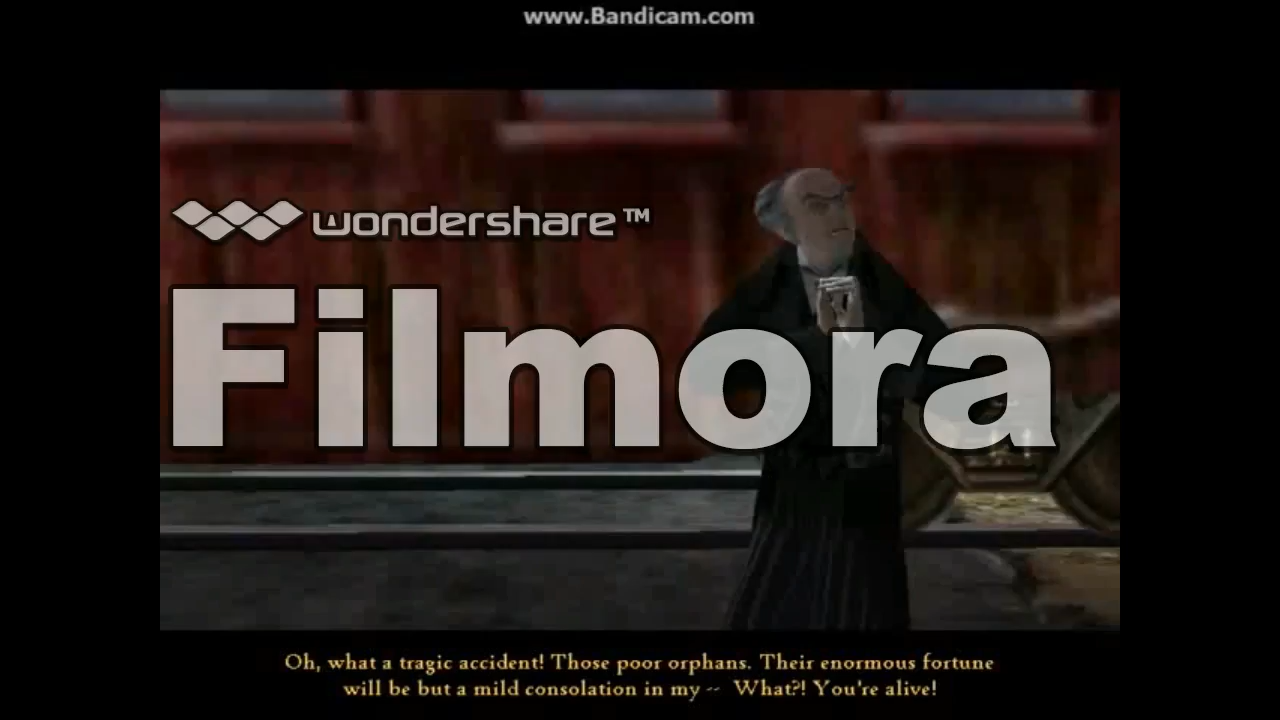 www.Bandicam.com
wondershare™
Filmora
Oh, what a tragic accident! Those poor orphans. Their enormous fortune
will be but a mild consolation in my -- What?! You're alive!